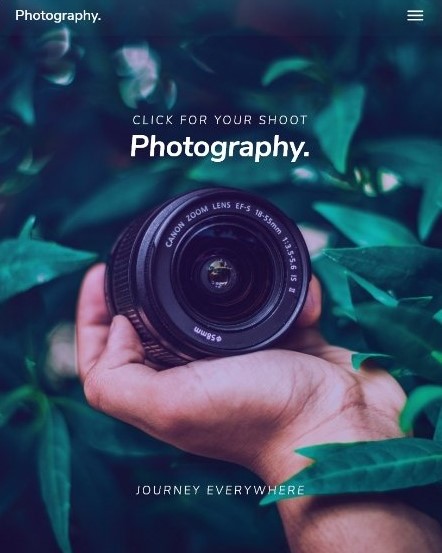 Photography.
CLICK FOR YOUR SHOOT
Photography.
CANON ZOOM LENS EF-S 18-55mm 1:3.5-5.6 IS II
Φ58mm
JOURNEY EVERYWHERE